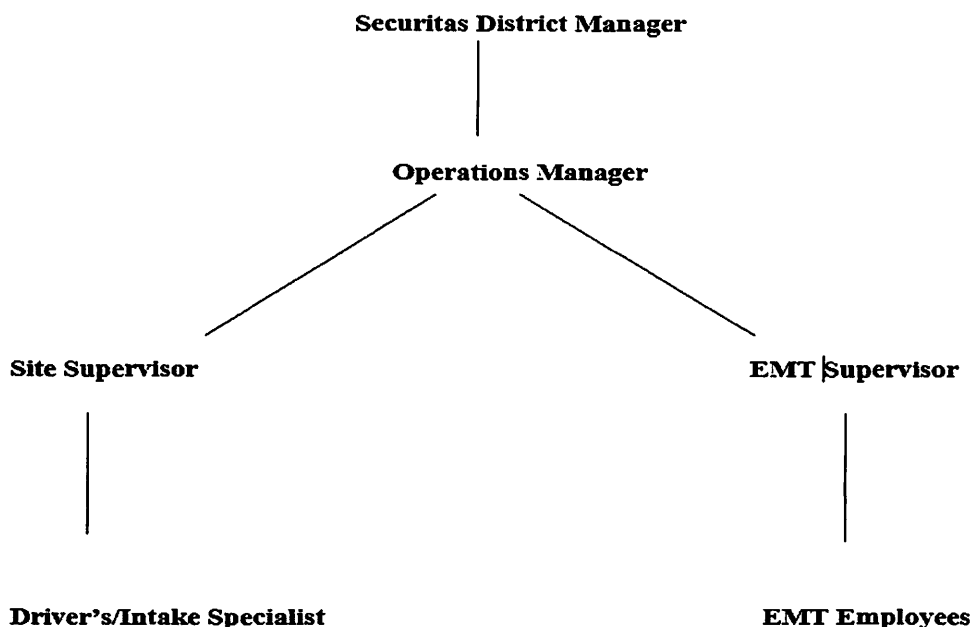 Securitas District Manager
Operations Manager
Site Supervisor
EMT Supervisor
Driver's/Intake Specialist
EMT Employees